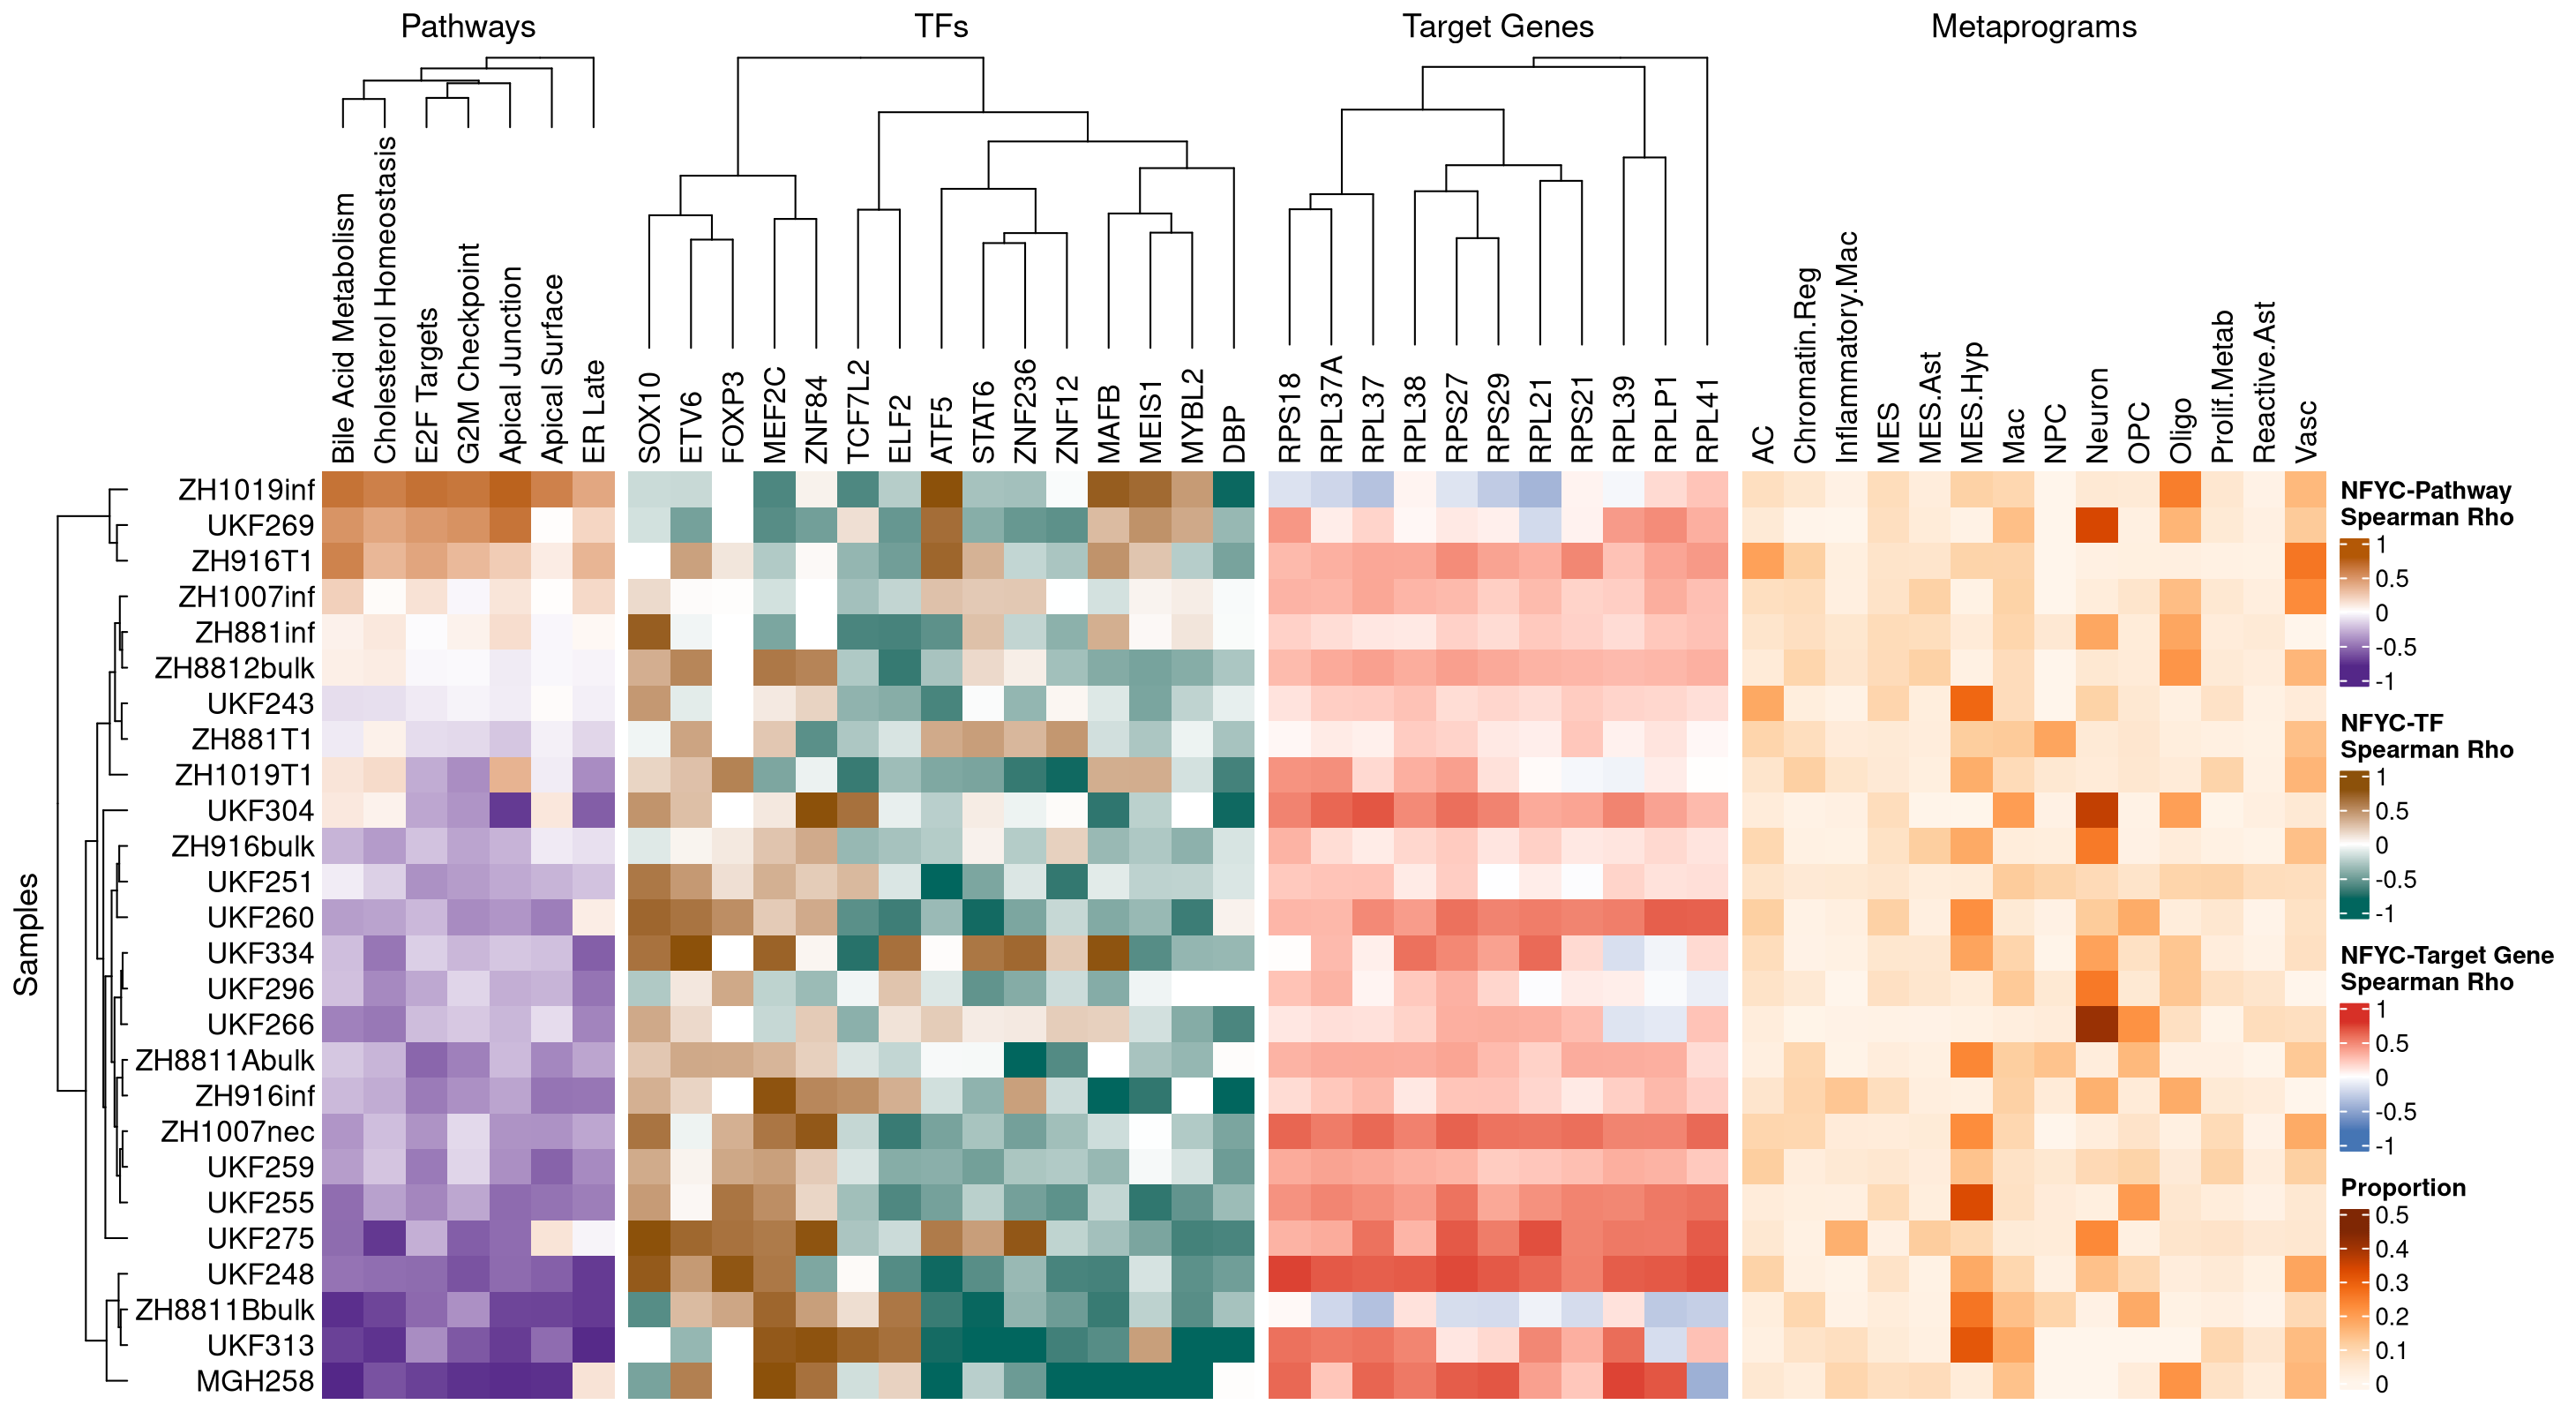 Pathways
TFs
Target Genes
Metaprograms
Bile Acid Metabolism
Cholesterol Homeostasis
E2F Targets
G2M Checkpoint
Apical Junction
Apical Surface
ER Late
SOX10
ETV6
FOXP3
MEF2C
ZNF84
TCF7L2
ELF2
ATF5
STAT6
ZNF236
ZNF12
MAFB
MEIS1
MYBL2
DBP
RPS18
RPL37A
RPL37
RPL38
RPS27
RPS29
RPL21
RPS21
RPL39
RPLP1
RPL41
AC
Chromatin.Reg
Inflammatory.Mac
MES
MES.Ast
MES.Hyp
Mac
NPC
Neuron
OPC
Oligo
Prolif.Metab
Reactive.Ast
Vasc
Samples
ZH1019inf
UKF269
ZH916T1
ZH1007inf
ZH881inf
ZH8812bulk
UKF243
ZH881T1
ZH1019T1
UKF304
ZH916bulk
UKF251
UKF260
UKF334
UKF296
UKF266
ZH8811Abulk
ZH916inf
ZH1007nec
UKF259
UKF255
UKF275
UKF248
ZH8811Bbulk
UKF313
MGH258
NFYC-Pathway
Spearman Rho
1
0.5
0
-0.5
-1
NFYC-TF
Spearman Rho
1
0.5
0
-0.5
-1
NFYC-Target Gene
Spearman Rho
1
0.5
0
-0.5
-1
Proportion
0.5
0.4
0.3
0.2
0.1
0